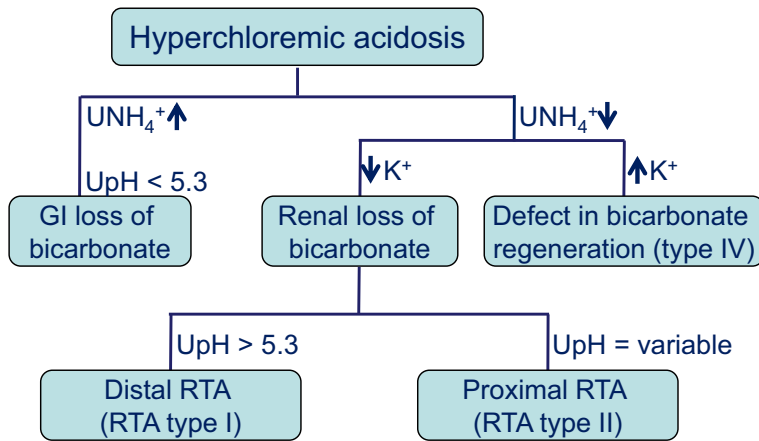 Hyperchloremic acidosis
UNH₄⁺ ↑
UNH₄⁺ ↓
UpH < 5.3
↓ K⁺
↑ K⁺
GI loss of
bicarbonate
Renal loss of
bicarbonate
Defect in bicarbonate
regeneration (type IV)
UpH > 5.3
UpH = variable
Distal RTA
(RTA type I)
Proximal RTA
(RTA type II)